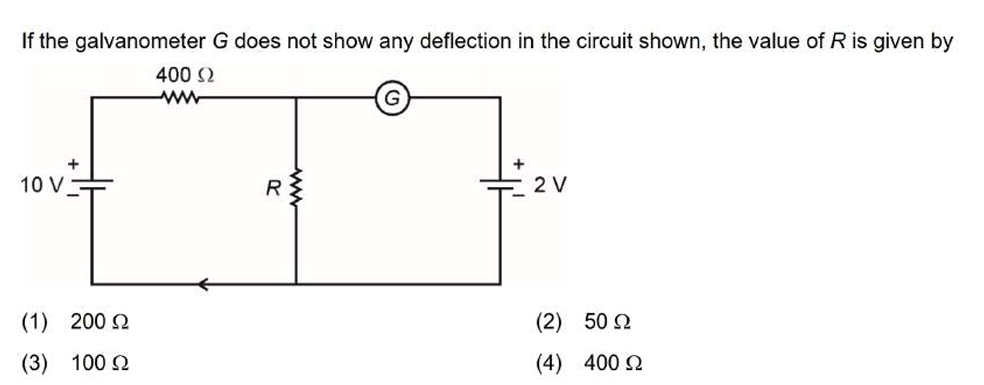 If the galvanometer G does not show any deflection in the circuit shown, the value of R is given by
400 Ω
G
+
+
10 V
R
2 V
–
–
(1) 200 Ω
(2) 50 Ω
(3) 100 Ω
(4) 400 Ω